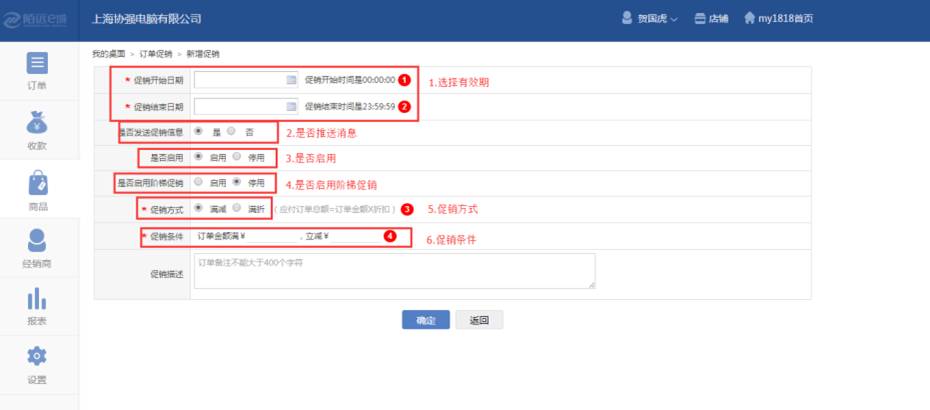 陌远e城 上海协强电脑有限公司 贺国虎 店铺 my1818首页
我的桌面 > 订单促销 > 新增促销
订单
收款
商品
经销商
报表
设置
* 促销开始日期 促销开始时间是00:00:00 1 1.选择有效期
* 促销结束日期 促销结束时间是23:59:59 2
是否发送促销信息 是 否 2.是否推送消息
是否启用 启用 停用 3.是否启用
是否启用阶梯促销 启用 停用 4.是否启用阶梯促销
* 促销方式 满减 满折 (应付订单总额=订单金额X折扣) 3 5.促销方式
* 促销条件 订单金额满¥ ,立减¥ 4 6.促销条件
促销描述 订单备注不能大于400个字符
确定 返回